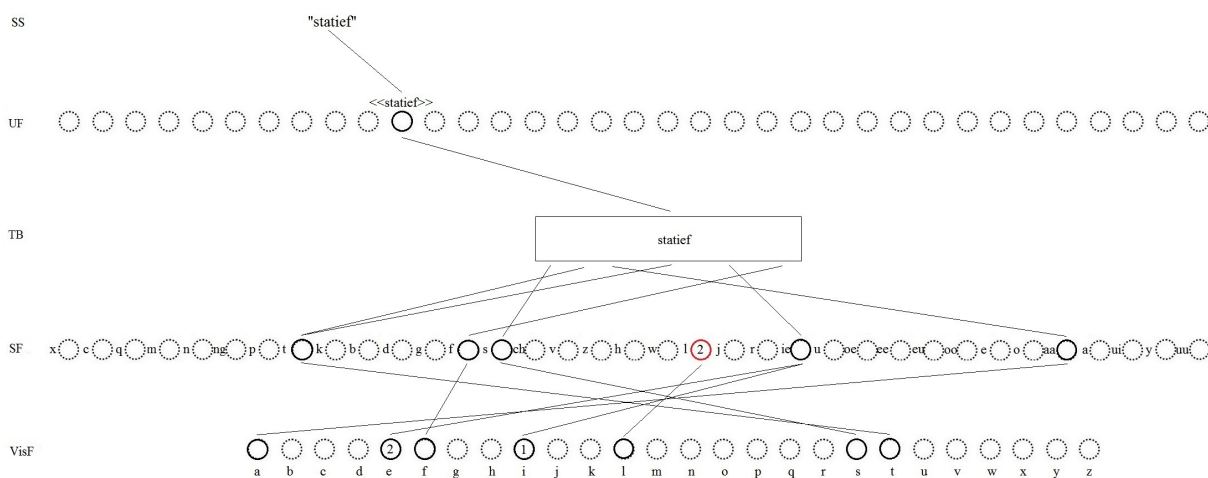 SS "statief"
<<statief>>
UF
TB statief
SF x c q m n ng p t k b d g f s ch v z h w l 2 j r ie u oe ee eu oo e o aa a ui y uu
VisF 2 1
a b c d e f g h i j k l m n o p q r s t u v w x y z